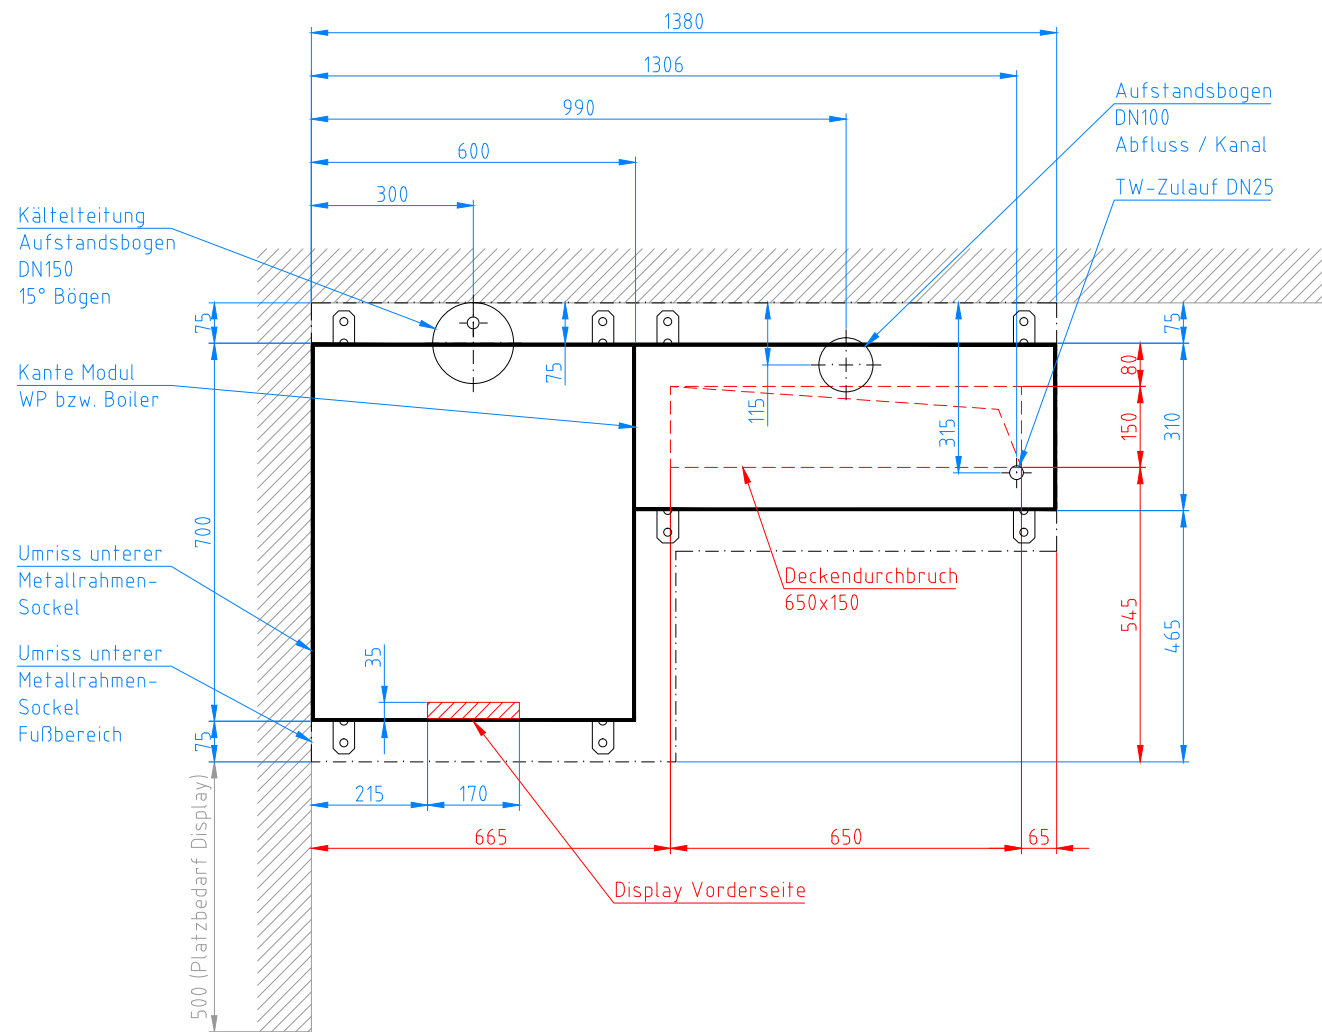 1380
1306
990
600
300
Aufstandsbogen
DN100
Abfluss / Kanal
TW-Zulauf DN25
Kältelteitung
Aufstandsbogen
DN150
15° Bögen
75
75
75
115
315
80
150
310
Kante Modul
WP bzw. Boiler
700
Umriss unterer
Metallrahmen-
Sockel
Deckendurchbruch
650x150
545
465
Umriss unterer
Metallrahmen-
Sockel
Fußbereich
35
75
215
170
665
650
65
Display Vorderseite
500 (Platzbedarf Display)